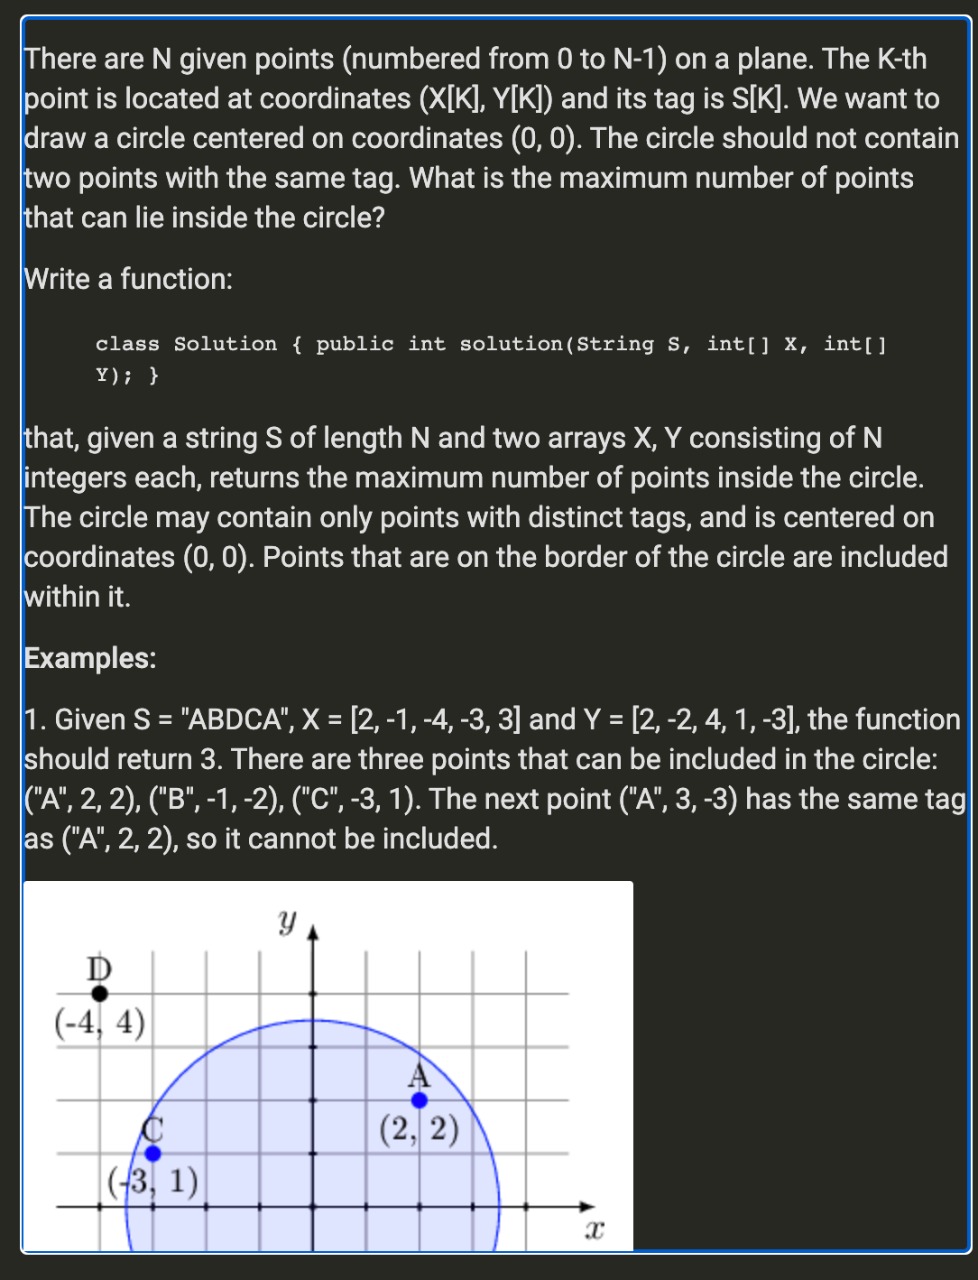 There are N given points (numbered from 0 to N-1) on a plane. The K-th
point is located at coordinates (X[K], Y[K]) and its tag is S[K]. We want to
draw a circle centered on coordinates (0, 0). The circle should not contain
two points with the same tag. What is the maximum number of points
that can lie inside the circle?
Write a function:
class Solution { public int solution(String S, int[] X, int[]
Y); }
that, given a string S of length N and two arrays X, Y consisting of N
integers each, returns the maximum number of points inside the circle.
The circle may contain only points with distinct tags, and is centered on
coordinates (0, 0). Points that are on the border of the circle are included
within it.
Examples:
1. Given S = "ABDCA", X = [2, -1, -4, -3, 3] and Y = [2, -2, 4, 1, -3], the function
should return 3. There are three points that can be included in the circle:
("A", 2, 2), ("B", -1, -2), ("C", -3, 1). The next point ("A", 3, -3) has the same tag
as ("A", 2, 2), so it cannot be included.
y
D
(-4, 4)
A
(2, 2)
C
(-3, 1)
x